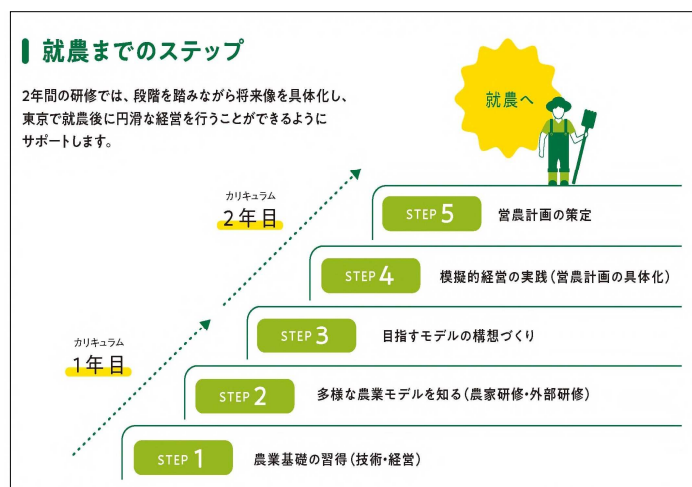 就農までのステップ
2年間の研修では、段階を踏みながら将来像を具体化し、
東京で就農後に円滑な経営を行うことができるように
サポートします。
就農へ
カリキュラム
2年目
STEP 5 営農計画の策定
STEP 4 模擬的経営の実践（営農計画の具体化）
STEP 3 目指すモデルの構想づくり
カリキュラム
1年目
STEP 2 多様な農業モデルを知る（農家研修・外部研修）
STEP 1 農業基礎の習得（技術・経営）